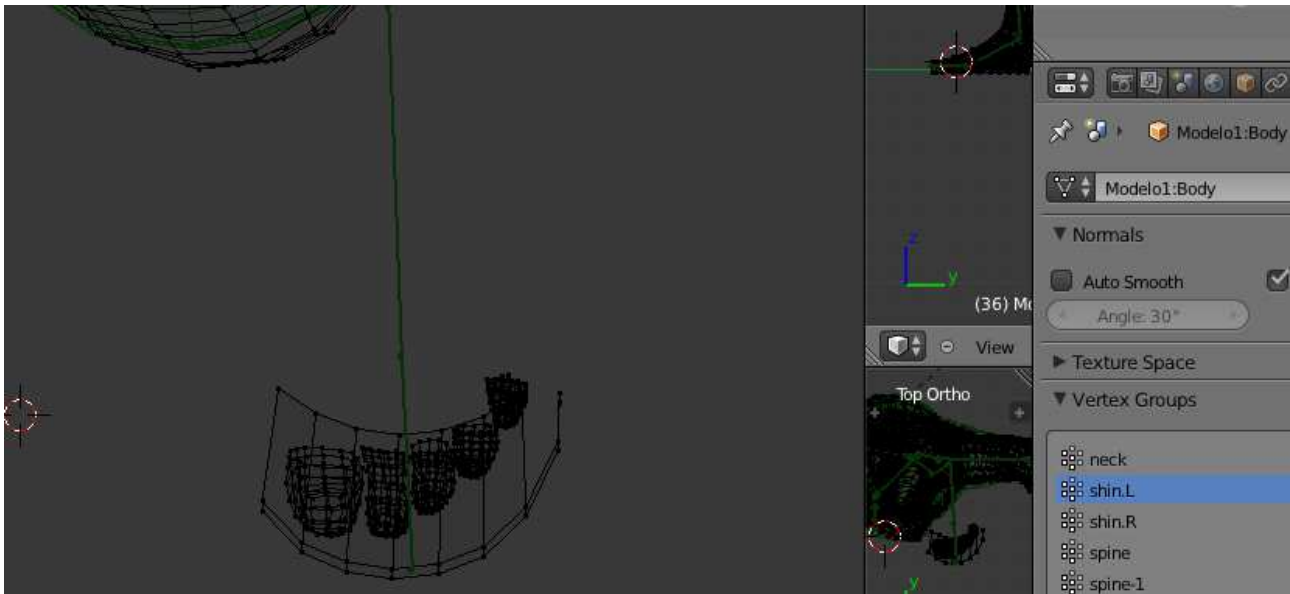 Modelo1:Body
Modelo1:Body
Normals
Auto Smooth
Angle: 30°
z
y
(36) Mo
View
Texture Space
Top Ortho
Vertex Groups
neck
shin.L
shin.R
spine
spine-1
y